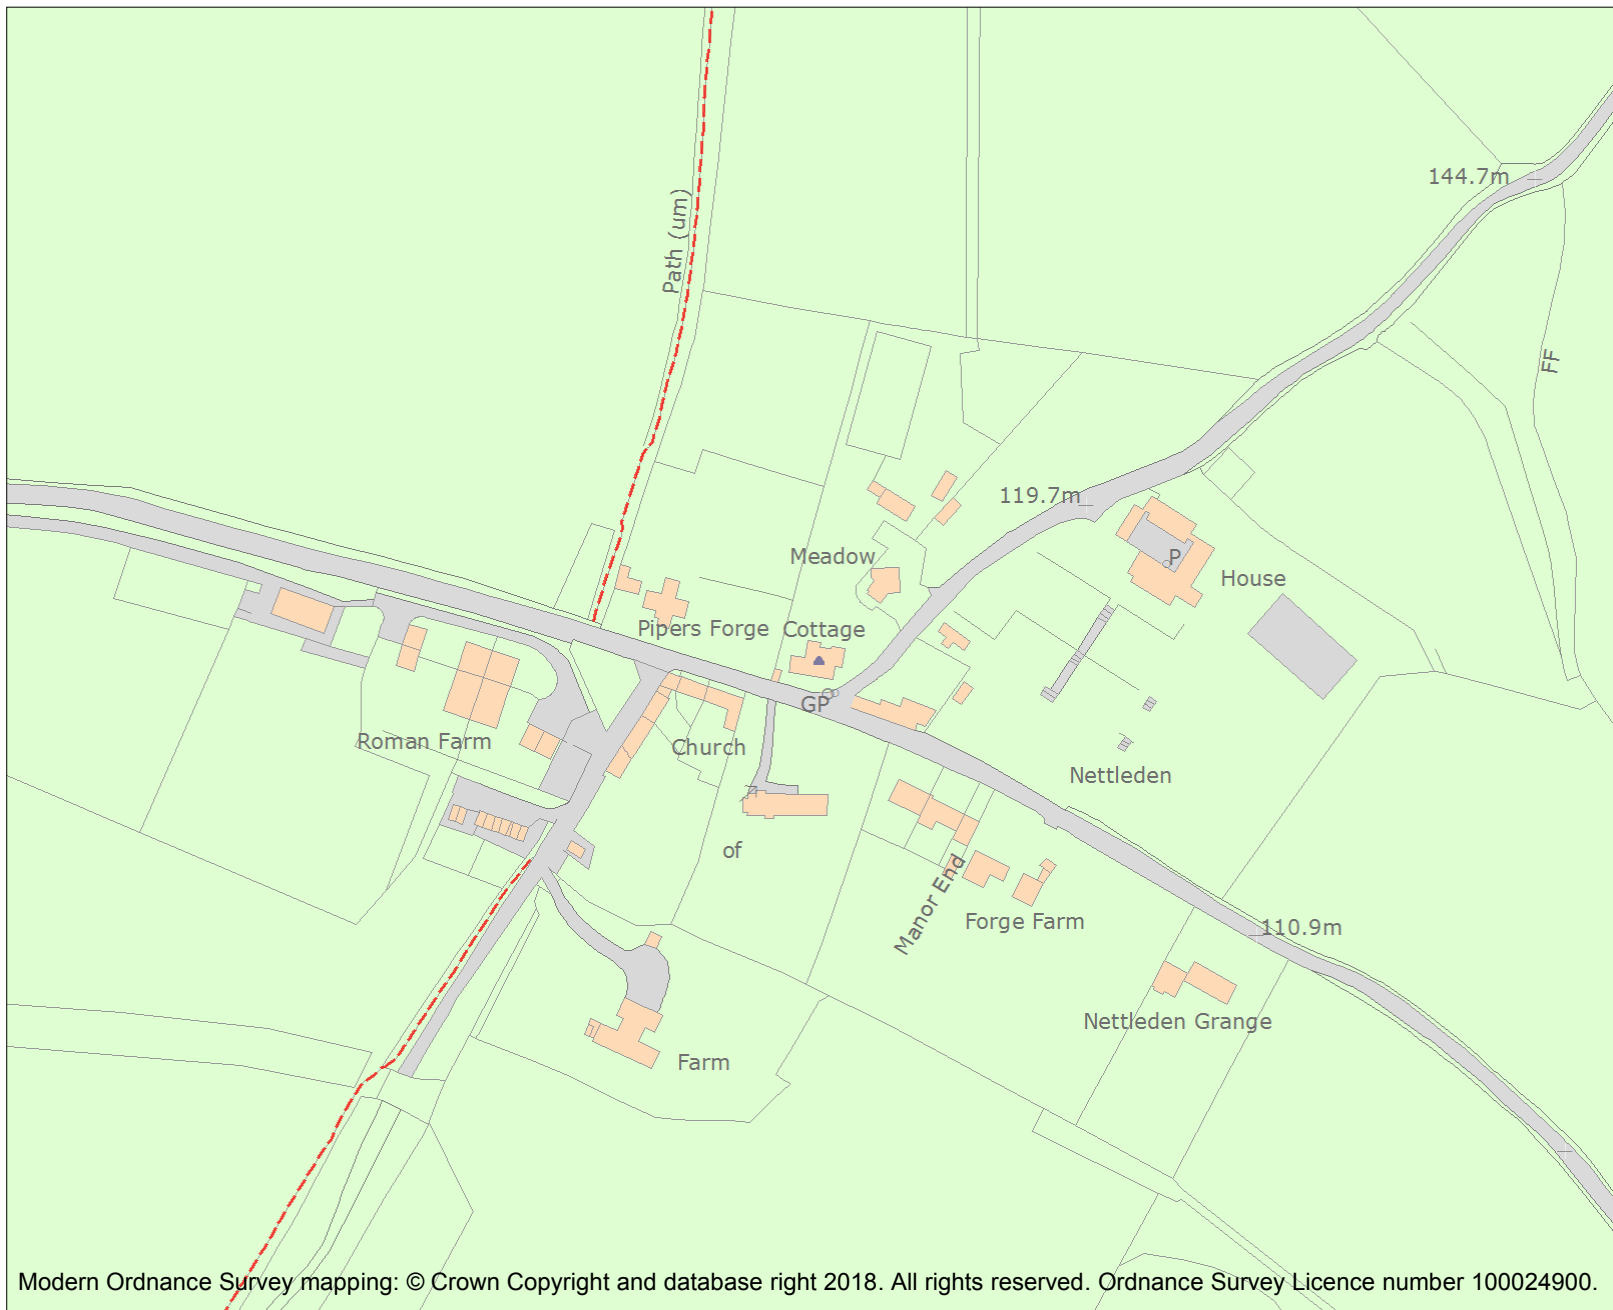 144.7m
Path (um)
FF
119.7m
Meadow
P
House
Pipers Forge
Cottage
GP
Roman Farm
Church
Nettleden
of
Manor End
Forge Farm
110.9m
Nettleden Grange
Farm
Modern Ordnance Survey mapping: © Crown Copyright and database right 2018. All rights reserved. Ordnance Survey Licence number 100024900.